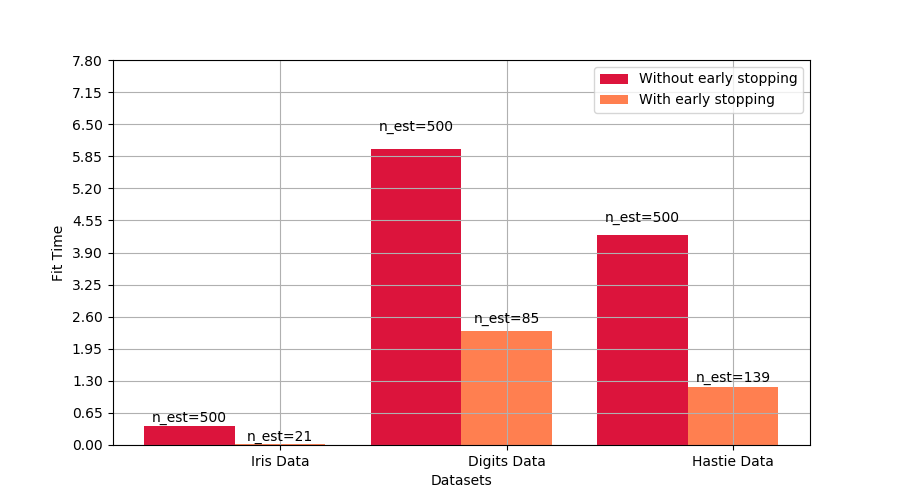 7.80
7.15
6.50
5.85
5.20
4.55
3.90
3.25
2.60
1.95
1.30
0.65
0.00
Fit Time
Without early stopping
With early stopping
n_est=500
n_est=500
n_est=500
n_est=85
n_est=139
n_est=21
Iris Data
Digits Data
Hastie Data
Datasets